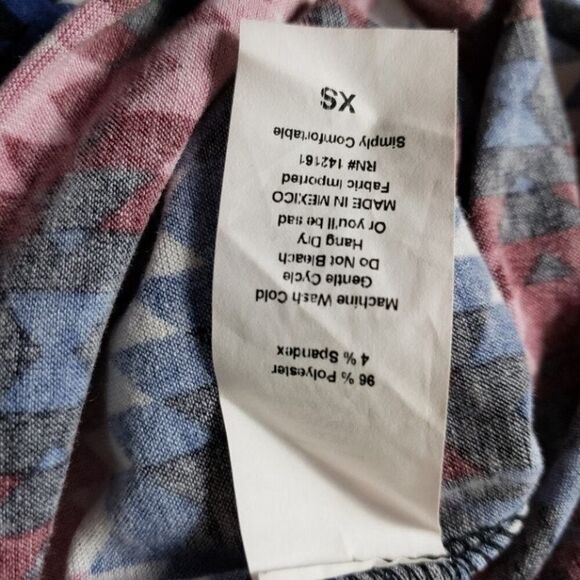 96 % Polyester
4 % Spandex
Machine Wash Cold
Gentle Cycle
Do Not Bleach
Hang Dry
Or you'll be sad
MADE IN MEXICO
Fabric Imported
RN# 142161
Simply Comfortable
XS